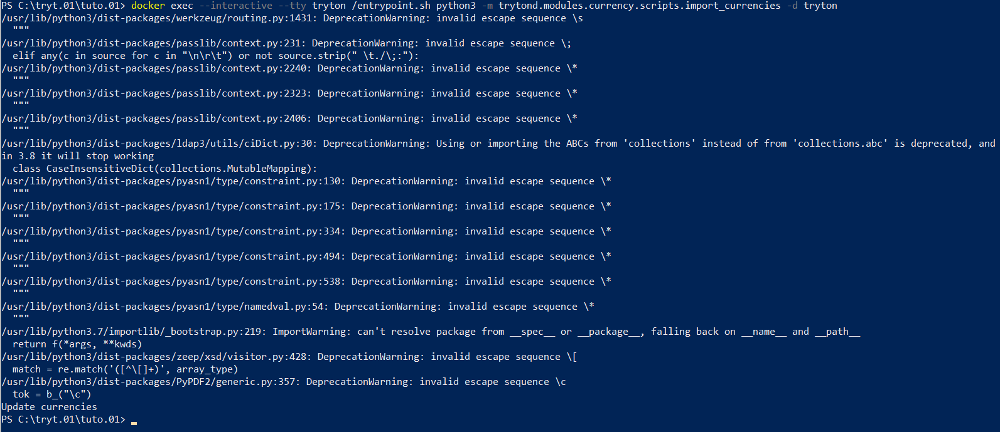 PS C:\tryt.01\tuto.01> docker exec --interactive --tty tryton /entrypoint.sh python3 -m trytond.modules.currency.scripts.import_currencies -d tryton
/usr/lib/python3/dist-packages/werkzeug/routing.py:1431: DeprecationWarning: invalid escape sequence \s
  """
/usr/lib/python3/dist-packages/passlib/context.py:231: DeprecationWarning: invalid escape sequence \;
  elif any(c in source for c in "\n\r\t") or not source.strip(" \t./\;:"):
/usr/lib/python3/dist-packages/passlib/context.py:2240: DeprecationWarning: invalid escape sequence \*
  """
/usr/lib/python3/dist-packages/passlib/context.py:2323: DeprecationWarning: invalid escape sequence \*
  """
/usr/lib/python3/dist-packages/passlib/context.py:2406: DeprecationWarning: invalid escape sequence \*
  """
/usr/lib/python3/dist-packages/ldap3/utils/ciDict.py:30: DeprecationWarning: Using or importing the ABCs from 'collections' instead of from 'collections.abc' is deprecated, and
in 3.8 it will stop working
  class CaseInsensitiveDict(collections.MutableMapping):
/usr/lib/python3/dist-packages/pyasn1/type/constraint.py:130: DeprecationWarning: invalid escape sequence \*
  """
/usr/lib/python3/dist-packages/pyasn1/type/constraint.py:175: DeprecationWarning: invalid escape sequence \*
  """
/usr/lib/python3/dist-packages/pyasn1/type/constraint.py:334: DeprecationWarning: invalid escape sequence \*
  """
/usr/lib/python3/dist-packages/pyasn1/type/constraint.py:494: DeprecationWarning: invalid escape sequence \*
  """
/usr/lib/python3/dist-packages/pyasn1/type/constraint.py:538: DeprecationWarning: invalid escape sequence \*
  """
/usr/lib/python3/dist-packages/pyasn1/type/namedval.py:54: DeprecationWarning: invalid escape sequence \*
  """
/usr/lib/python3.7/importlib/_bootstrap.py:219: ImportWarning: can't resolve package from __spec__ or __package__, falling back on __name__ and __path__
  return f(*args, **kwds)
/usr/lib/python3/dist-packages/zeep/xsd/visitor.py:428: DeprecationWarning: invalid escape sequence \[
  match = re.match('([^\[]+)', array_type)
/usr/lib/python3/dist-packages/PyPDF2/generic.py:357: DeprecationWarning: invalid escape sequence \c
  tok = b_("\c")
Update currencies
PS C:\tryt.01\tuto.01>